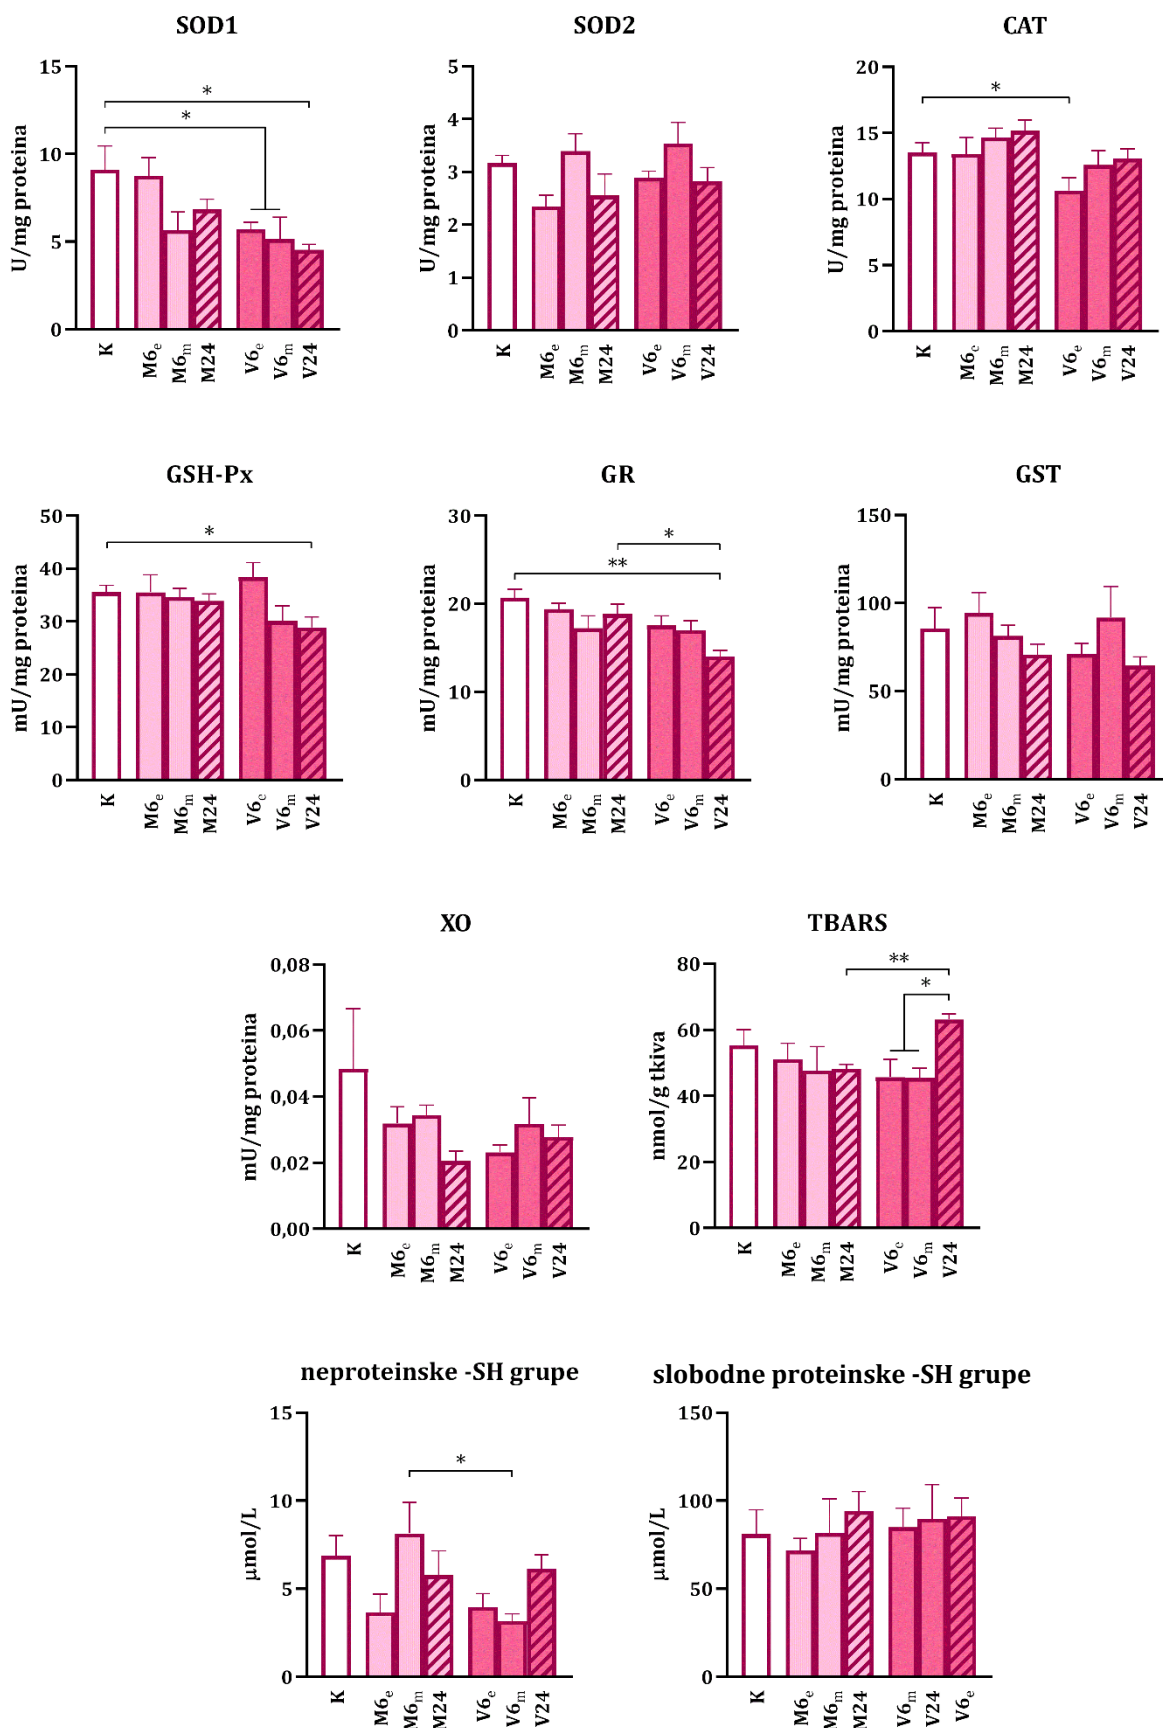 SOD1 SOD2 CAT
15 5 20
* *
4 15
10 * 3 10
5 2 5
1
0 0 0
U/mg proteina U/mg proteina U/mg proteina
K M6e M6m M24 V6e V6m V24 K M6e M6m M24 V6e V6m V24 K M6c M6m M24 V6e V6m V24
GSH-Px GR GST
50 30 150
* *
40 ** 100
30 20
20 10 50
10
0 0 0
mU/mg proteina mU/mg proteina mU/mg proteina
K M6e M6m M24 V6c V6m V24 K M6e M6m M24 V6e V6m V24 K M6e M6m M24 V6e V6m V24
XO TBARS
0,08 80
**
*
0,06 60
0,04 40
0,02 20
0,00 0
mU/mg proteina nmol/g tkiva
K M6c M6m M24 V6e V6m V24 K M6e M6m M24 V6c V6m V24
neproteinske -SH grupe slobodne proteinske -SH grupe
15 150
*
10 100
5 50
0 0
μmol/L μmol/L
K M6e M6m M24 V6e V6m V24 K M6e M6m M24 V6m V24 V6e